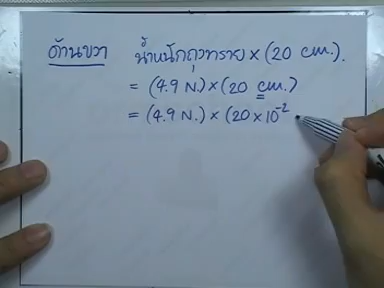 ด้านขวา น้ำหนักถุงทราย × (20 cm.).
= (4.9 N.) × (20 cm.)
= (4.9 N.) × (20 × 10⁻²